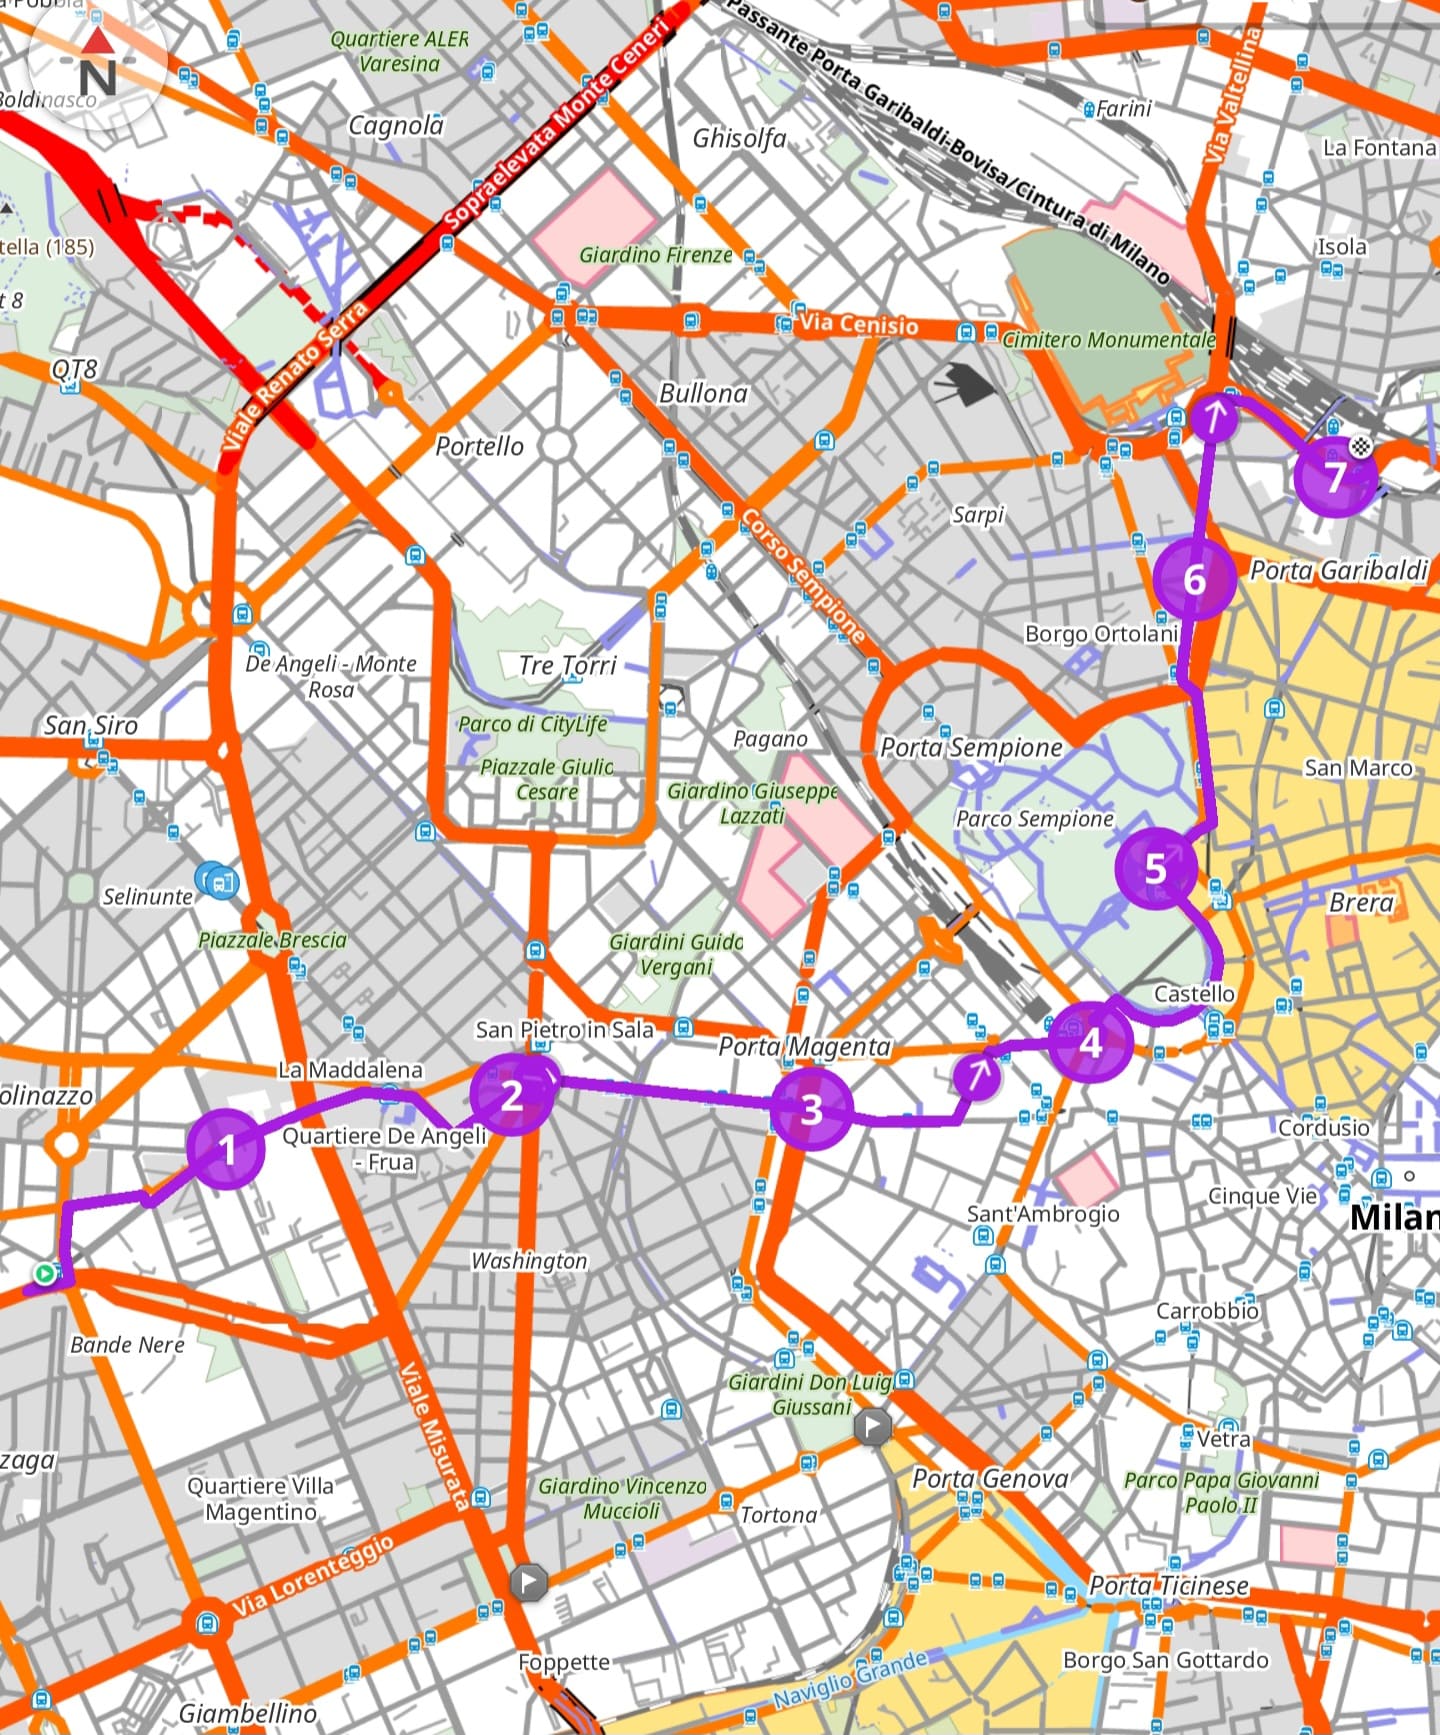 Quartiere ALER
Varesina
N
Boldinasco
Cagnola
Sopraelevata Monte Ceneri
Passante Porta Garibaldi-Bovisa/Cintura di Milano
Ghisolfa
Farini
Via Valtellina
La Fontana
tella (185)
t 8
Giardino Firenze
Isola
Via Cenisio
Cimitero Monumentale
QT8
Viale Renato Serra
Bullona
Portello
7
Sarpi
Corso Sempione
6
Porta Garibaldi
Borgo Ortolani
De Angeli - Monte
Rosa
Tre Torri
San Siro
Parco di CityLife
Pagano
Porta Sempione
San Marco
Piazzale Giulio
Cesare
Giardino Giuseppe
Lazzati
Parco Sempione
5
Selinunte
Brera
Piazzale Brescia
Giardini Guido
Vergani
Castello
San Pietro in Sala
Porta Magenta
4
La Maddalena
olinazzo
2
3
1
Quartiere De Angeli
- Frua
Cordusio
Cinque Vie
Sant'Ambrogio
Milan
Washington
Carrobbio
Bande Nere
Viale Misurata
Giardini Don Luig
Giussani
Vetra
zaga
Quartiere Villa
Magentino
Giardino Vincenzo
Muccioli
Porta Genova
Parco Papa Giovanni
Paolo II
Tortona
Via Lorenteggio
Porta Ticinese
Foppette
Borgo San Gottardo
Naviglio Grande
Giambellino